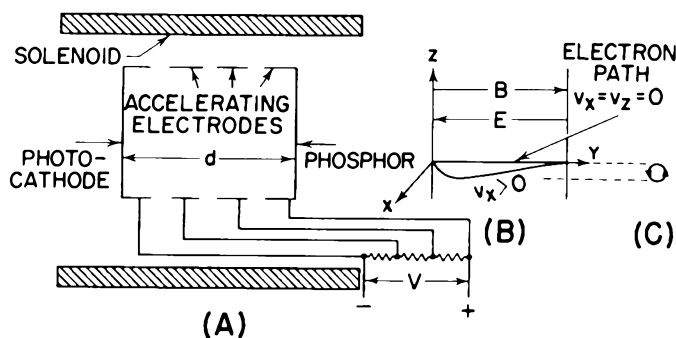 SOLENOID
ACCELERATING
ELECTRODES
PHOTO-
CATHODE
d
PHOSPHOR
V
− +
(A)
Z
ELECTRON
PATH
B
vx=vz=0
E
Y
vx>0
X
(B)
(C)